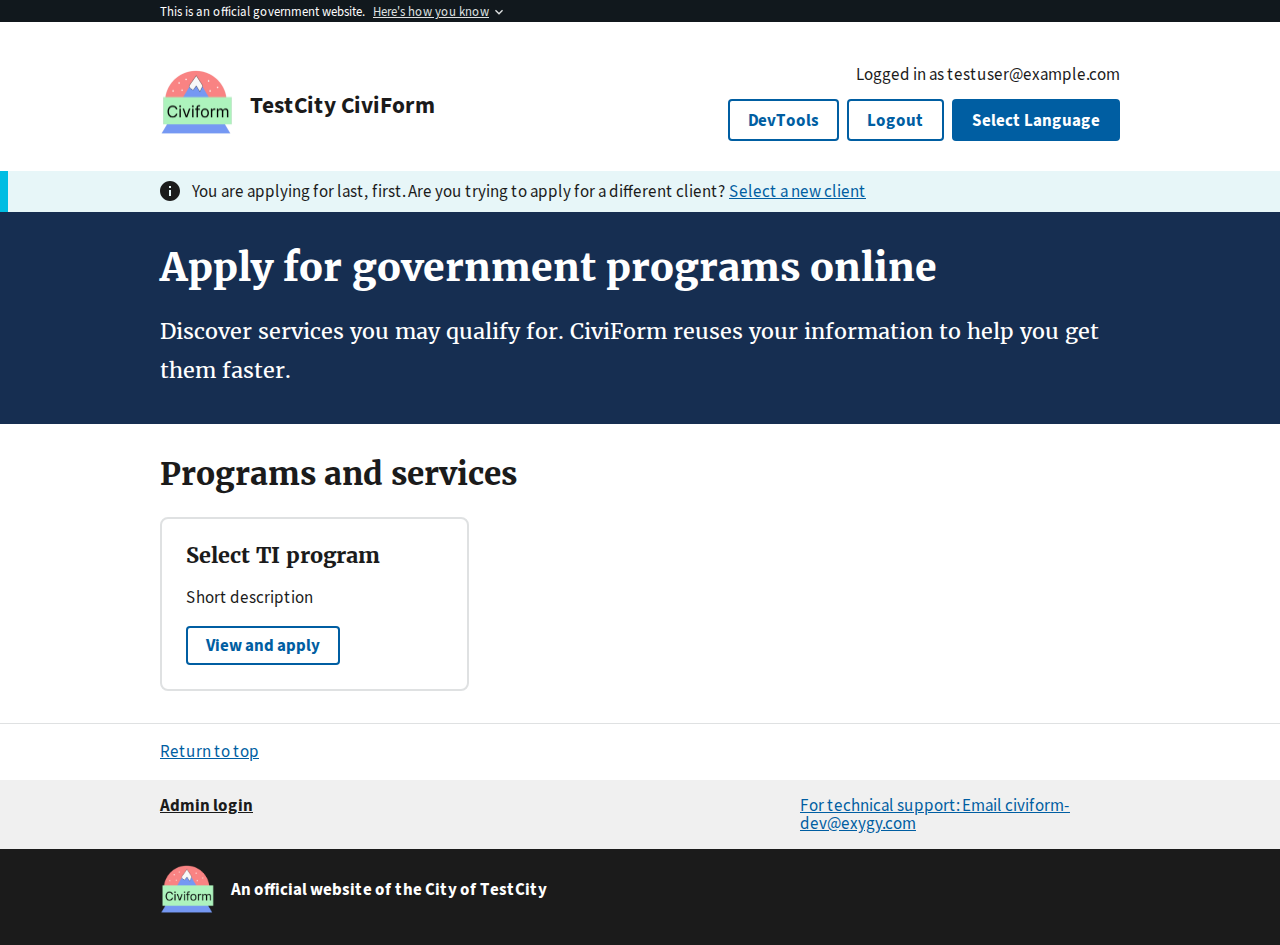 This is an official government website. Here's how you know
Civiform
TestCity CiviForm
Logged in as testuser@example.com
DevTools
Logout
Select Language
You are applying for last, first. Are you trying to apply for a different client? Select a new client
Apply for government programs online
Discover services you may qualify for. CiviForm reuses your information to help you get
them faster.
Programs and services
Select TI program
Short description
View and apply
Return to top
Admin login
For technical support: Email civiform-
dev@exygy.com
Civiform
An official website of the City of TestCity